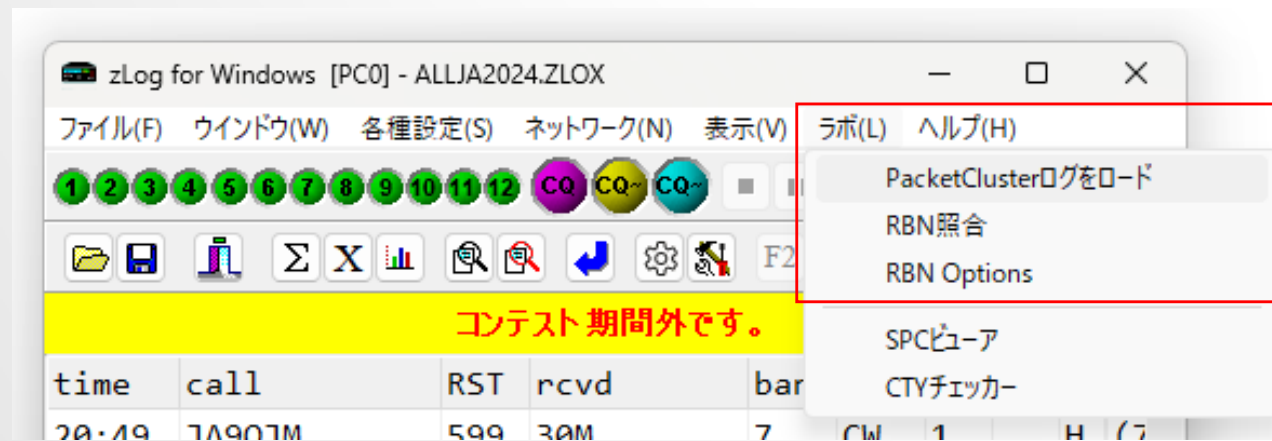 zLog for Windows [PC0] - ALLJA2024.ZLOX
ファイル(F) ウインドウ(W) 各種設定(S) ネットワーク(N) 表示(V) ラボ(L) ヘルプ(H)
1 2 3 4 5 6 7 8 9 10 11 12 CQ CQ~ CQ~
PacketClusterログをロード
RBN照合
Σ X F2
RBN Options
コンテスト期間外です。
SPCビューア
time call RST rcvd
CTYチェッカー
20:49 JA9QJM 599 30M 7 CW 1 H